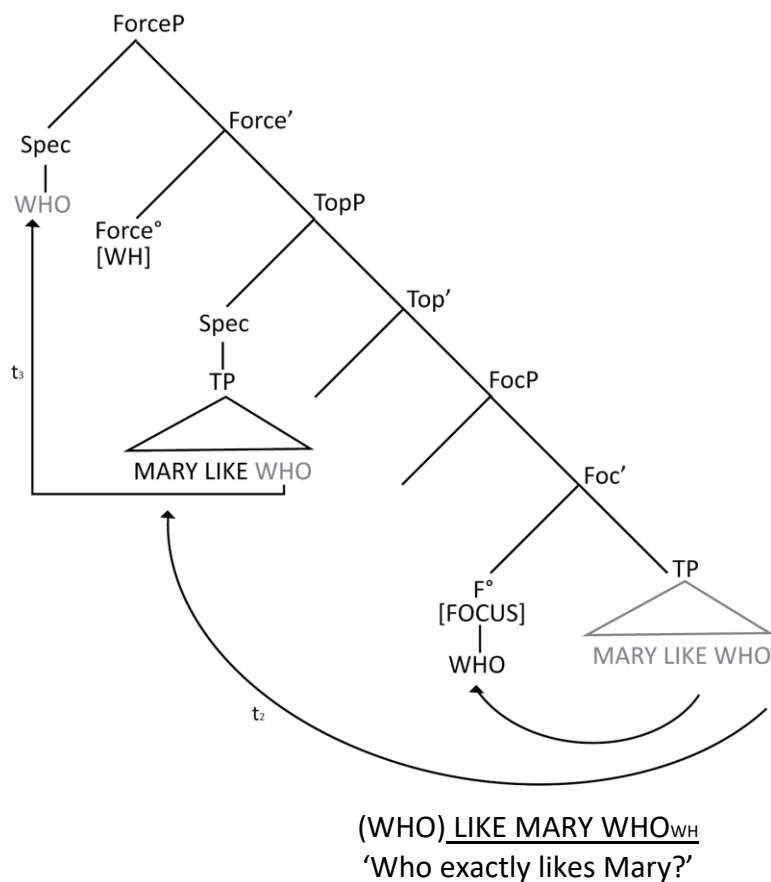 ForceP
Force’
Spec
WHO
TopP
Force°
[WH]
Top’
Spec
t₃
TP
FocP
MARY LIKE WHO
Foc’
TP
F°
[FOCUS]
MARY LIKE WHO
WHO
t₂
(WHO) LIKE MARY WHOWH
‘Who exactly likes Mary?’